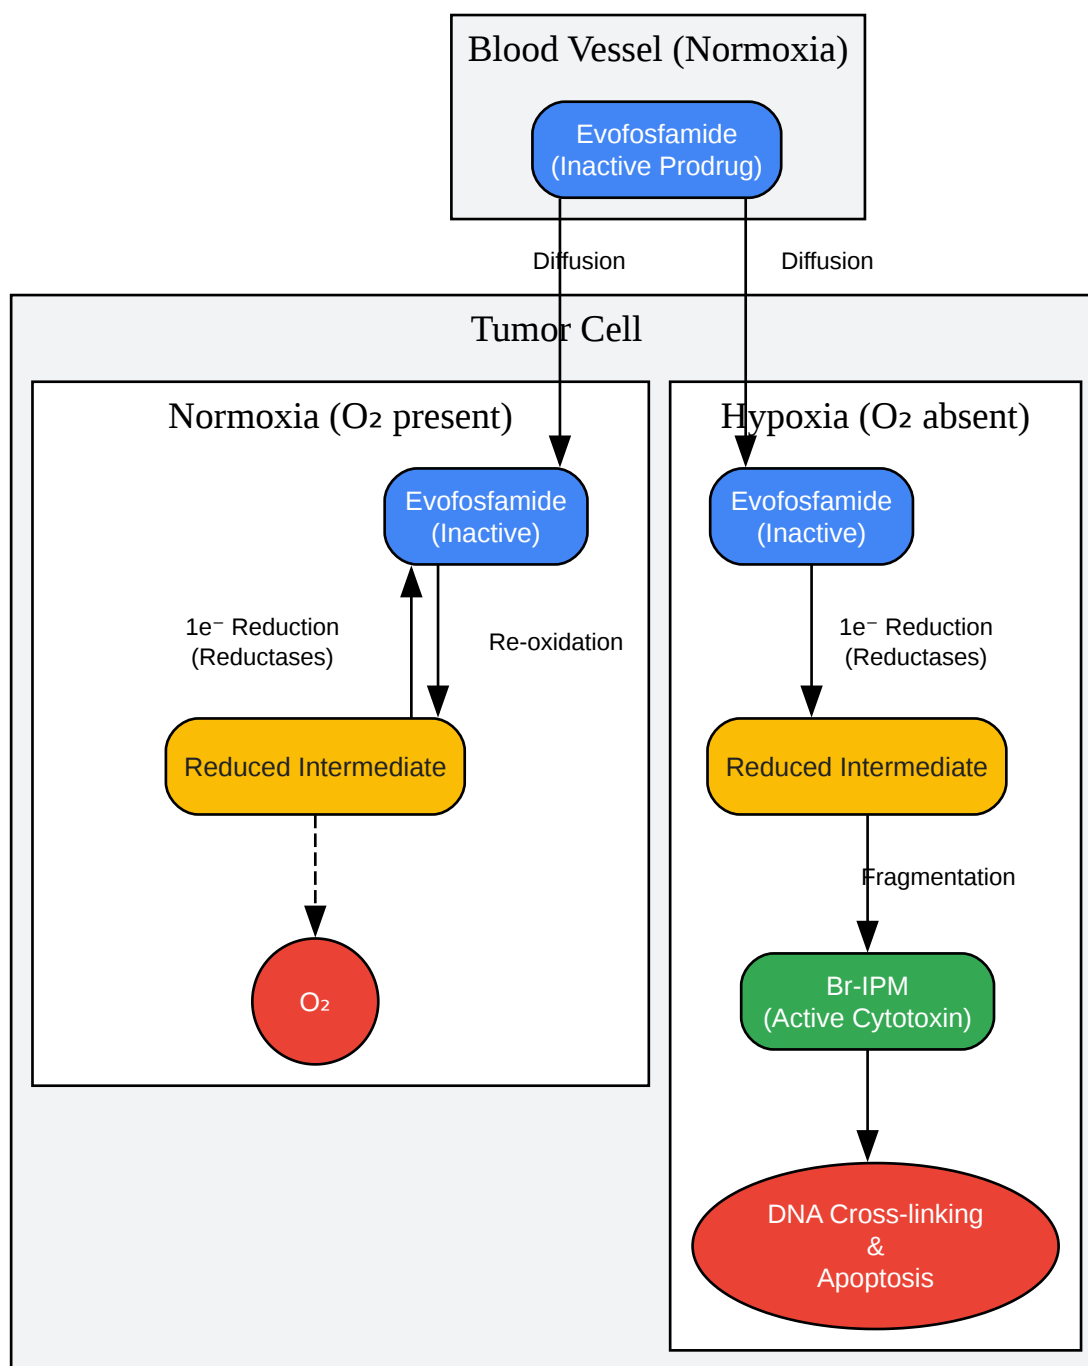 Blood Vessel (Normoxia)
Evofosfamide
(Inactive Prodrug)
Diffusion
Diffusion
Tumor Cell
Normoxia (O₂ present)
Evofosfamide
(Inactive)
1e⁻ Reduction
(Reductases)
Re-oxidation
Reduced Intermediate
O₂
Hypoxia (O₂ absent)
Evofosfamide
(Inactive)
1e⁻ Reduction
(Reductases)
Reduced Intermediate
Fragmentation
Br-IPM
(Active Cytotoxin)
DNA Cross-linking
&
Apoptosis